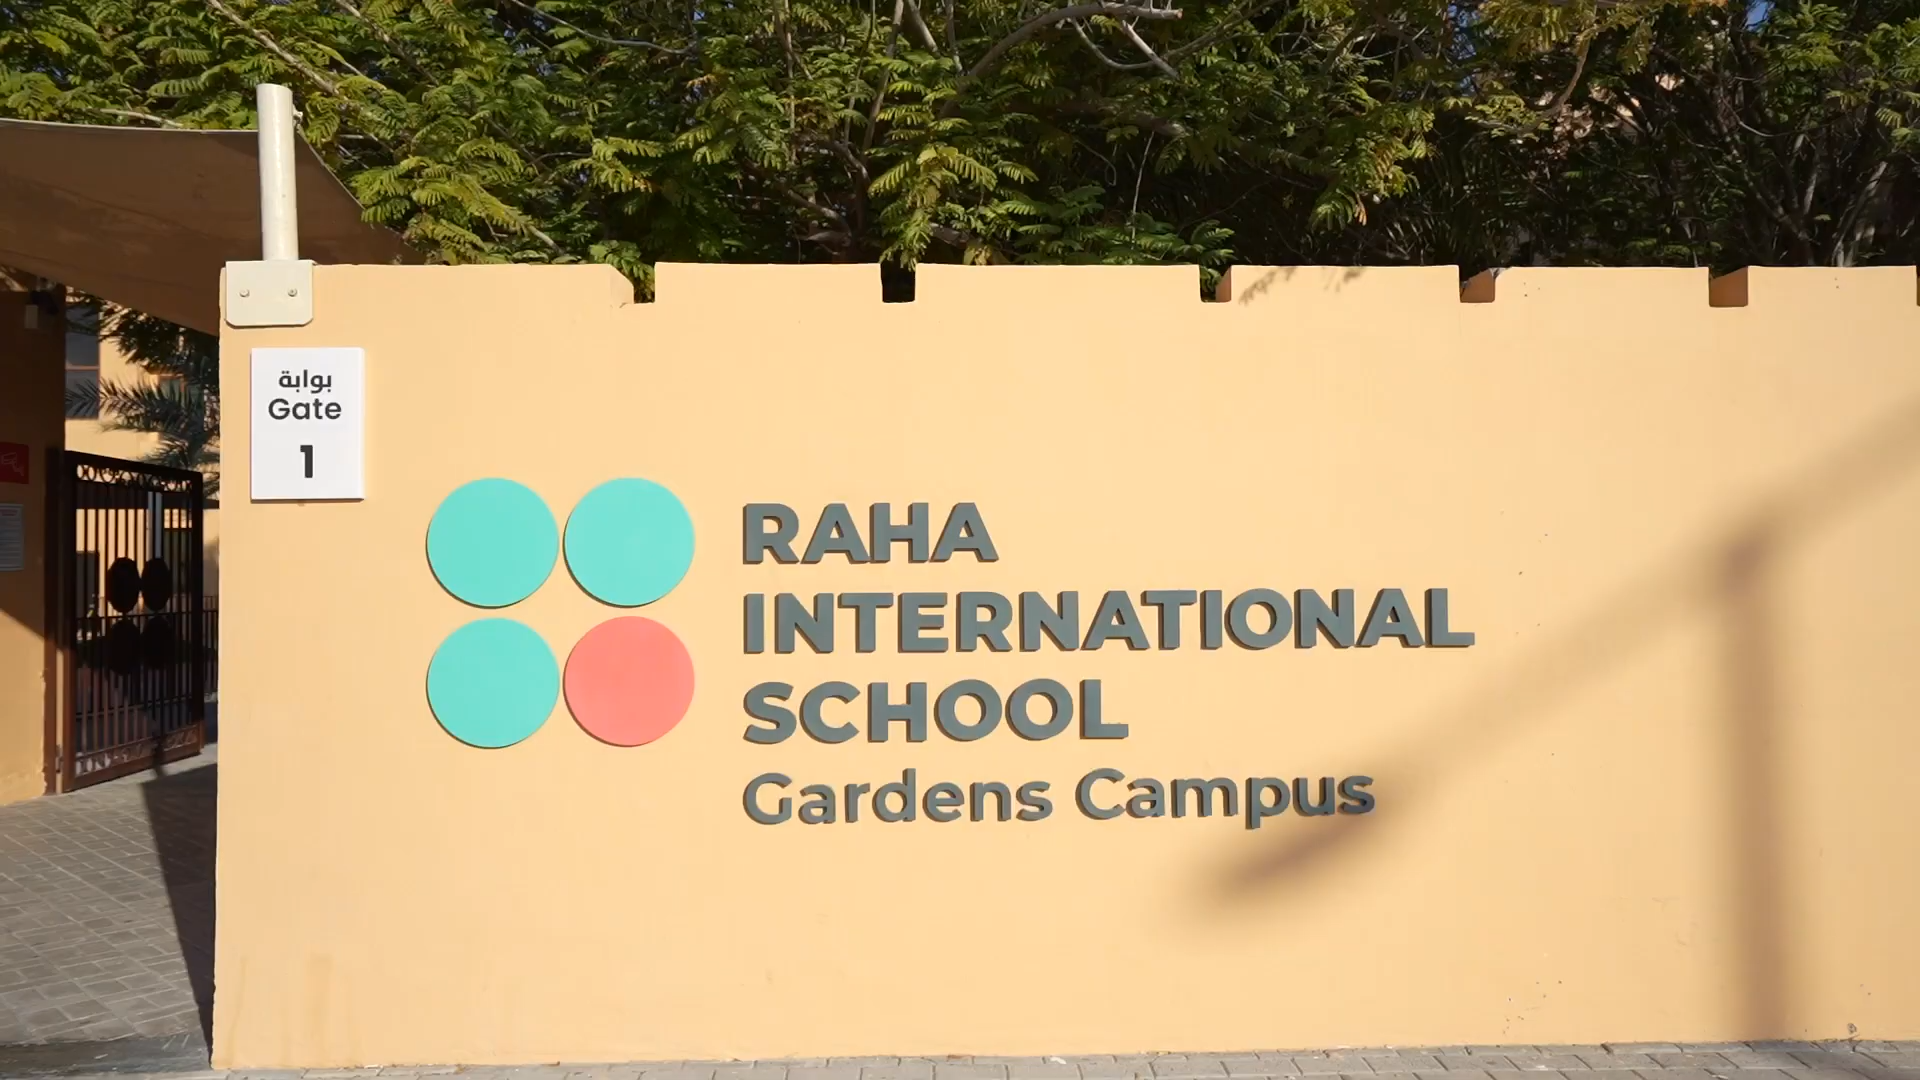 بوابة
Gate
1
RAHA
INTERNATIONAL
SCHOOL
Gardens Campus